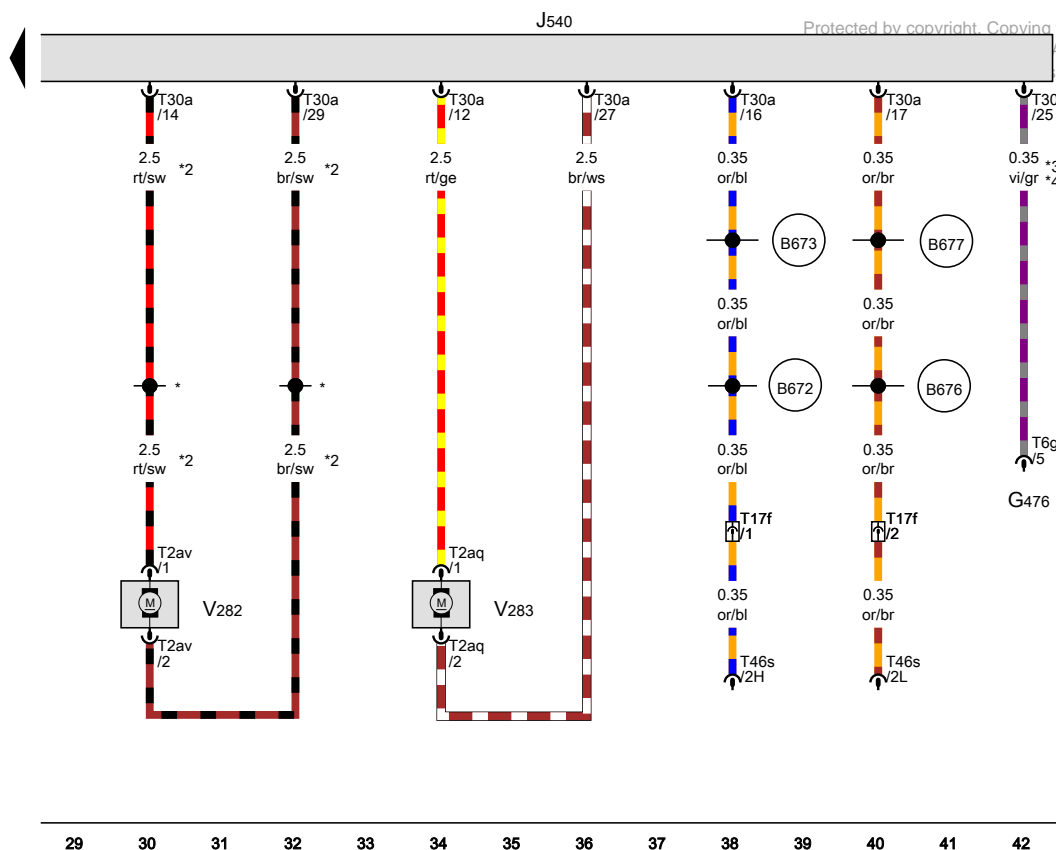 J540
Protected by copyright. Copying
T30a
/14
T30a
/29
T30a
/12
T30a
/27
T30a
/16
T30a
/17
T30
/25
2.5
rt/sw *2
2.5
br/sw *2
2.5
rt/ge
2.5
br/ws
0.35
or/bl
0.35
or/br
0.35 *3
vi/gr *4
B673
B677
0.35
or/bl
0.35
or/br
*
*
B672
B676
2.5
rt/sw *2
2.5
br/sw *2
0.35
or/bl
0.35
or/br
T6g
/5
G476
T17f
/1
T17f
/2
T2av
/1
T2aq
/1
M
V282
M
V283
0.35
or/bl
0.35
or/br
T2av
/2
T2aq
/2
T46s
/2H
T46s
/2L
29 30 31 32 33 34 35 36 37 38 39 40 41 42